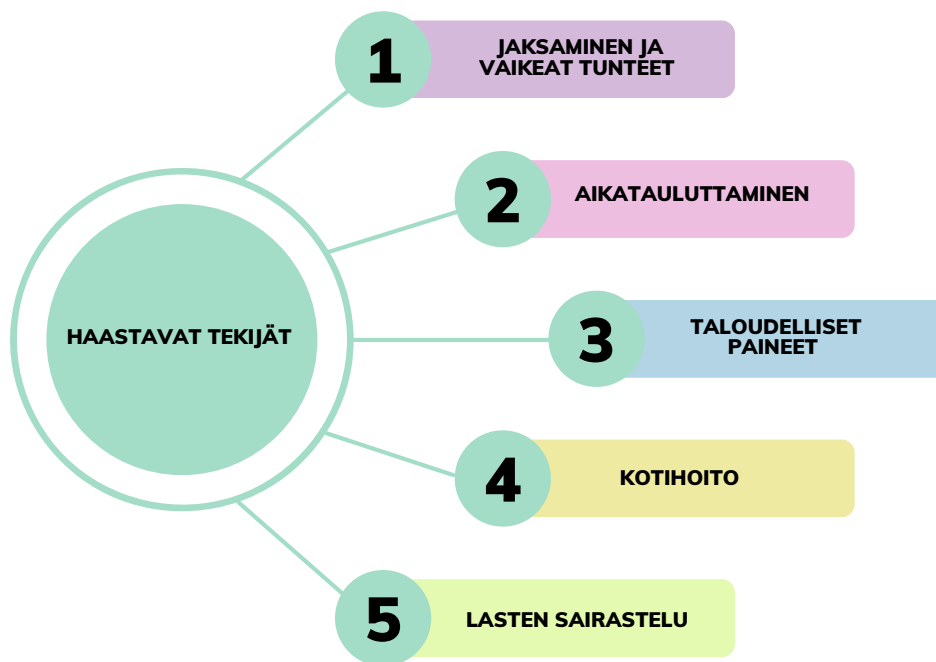 1
JAKSAMINEN JA
VAIKEAT TUNTEET
2
AIKATAULUTTAMINEN
HAASTAVAT TEKIJÄT
3
TALOUDELLISET
PAINEET
4
KOTIHOITO
5
LASTEN SAIRASTELU